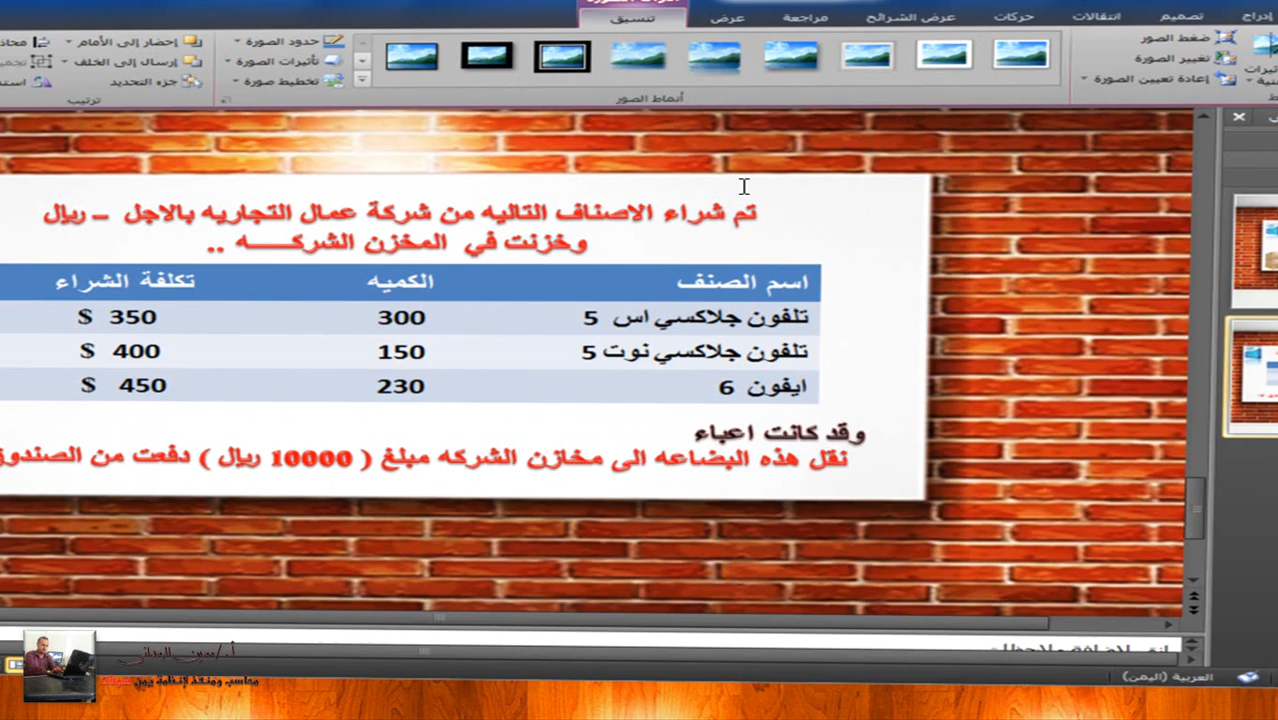 إدراج
تصميم
انتقالات
حركات
عرض الشرائح
مراجعة
عرض
تنسيق
ضغط الصور
تغيير الصورة
إعادة تعيين الصورة
أنماط الصور
حدود الصورة
تأثيرات الصورة
تخطيط صورة
إحضار إلى الأمام
إرسال إلى الخلف
جزء التحديد
ترتيب
تم شراء الاصناف التاليه من شركة عمال التجاريه بالاجل – ريال
وخزنت في المخزن الشركـــه ..
اسم الصنف الكميه تكلفة الشراء
تلفون جلاكسي اس 5 300 350 $
تلفون جلاكسي نوت 5 150 400 $
ايفون 6 230 450 $
وقد كانت اعباء
نقل هذه البضاعه الى مخازن الشركه مبلغ ( 10000 ريال ) دفعت من الصندوق
العربية (اليمن)